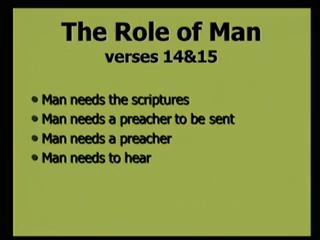 The Role of Man
verses 14&15
• Man needs the scriptures
• Man needs a preacher to be sent
• Man needs a preacher
• Man needs to hear